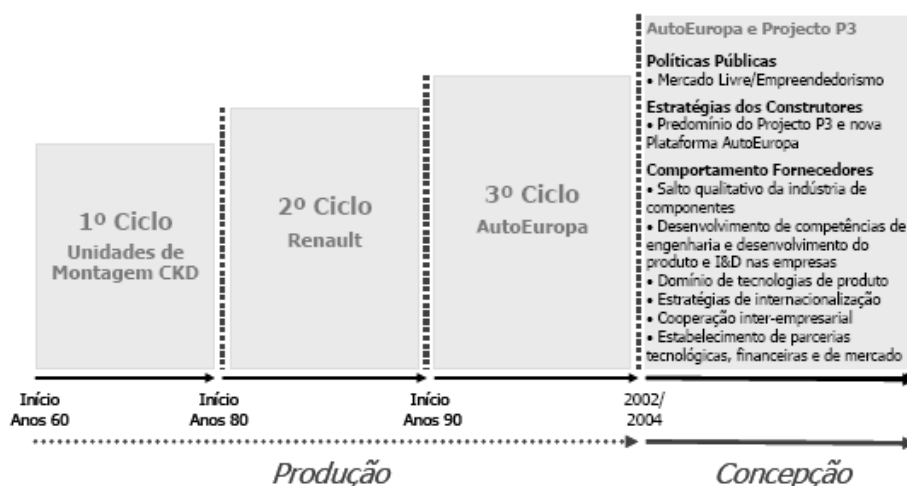 1º Ciclo
Unidades de
Montagem CKD
2º Ciclo
Renault
3º Ciclo
AutoEuropa
AutoEuropa e Projecto P3
Políticas Públicas
• Mercado Livre/Empreendedorismo
Estratégias dos Construtores
• Predomínio do Projecto P3 e nova
Plataforma AutoEuropa
Comportamento Fornecedores
• Salto qualitativo da indústria de
componentes
• Desenvolvimento de competências de
engenharia e desenvolvimento do
produto e I&D nas empresas
• Domínio de tecnologias de produto
• Estratégias de internacionalização
• Cooperação inter-empresarial
• Estabelecimento de parcerias
tecnológicas, financeiras e de mercado
Início
Anos 60
Início
Anos 80
Início
Anos 90
2002/
2004
Produção
Concepção